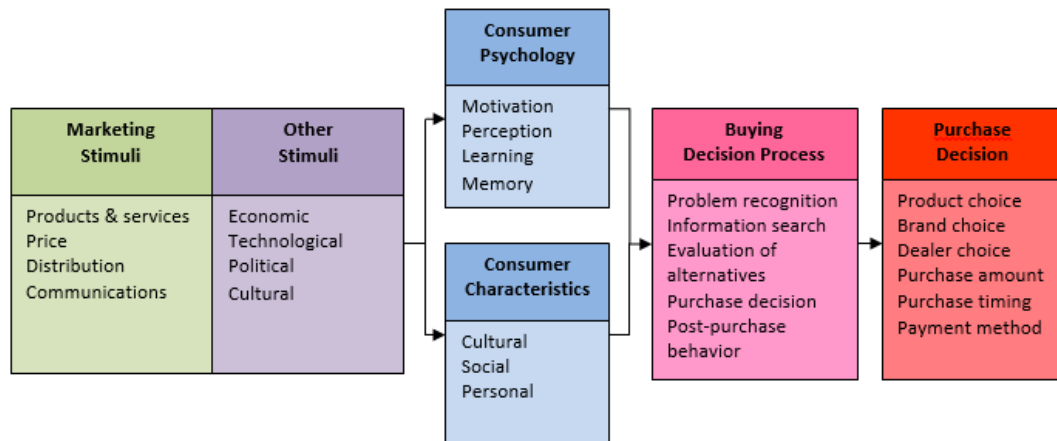 Marketing
Stimuli
Products & services
Price
Distribution
Communications
Other
Stimuli
Economic
Technological
Political
Cultural
Consumer
Psychology
Motivation
Perception
Learning
Memory
Consumer
Characteristics
Cultural
Social
Personal
Buying
Decision Process
Problem recognition
Information search
Evaluation of
alternatives
Purchase decision
Post-purchase
behavior
Purchase
Decision
Product choice
Brand choice
Dealer choice
Purchase amount
Purchase timing
Payment method